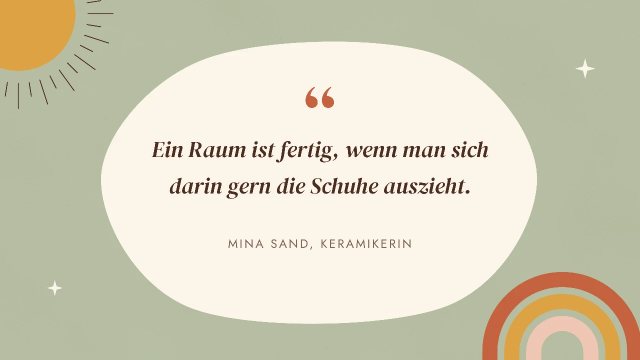 “
Ein Raum ist fertig, wenn man sich
darin gern die Schuhe auszieht.
MINA SAND, KERAMIKERIN